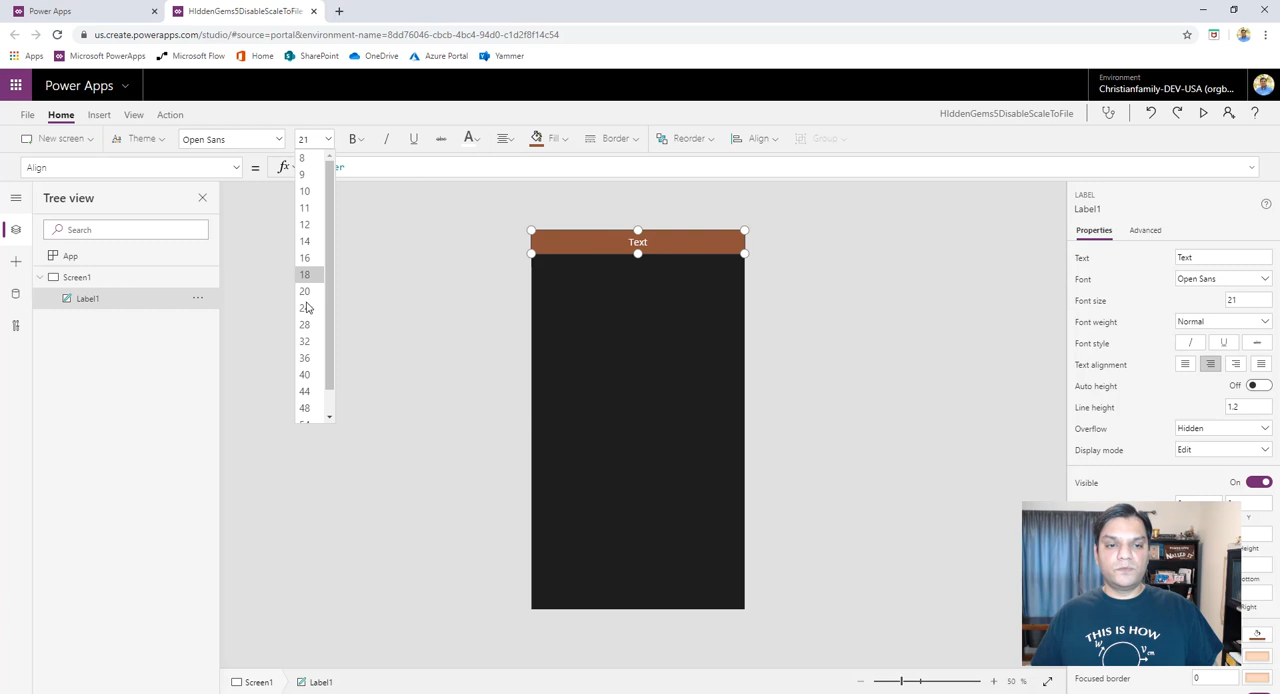 Power Apps
HIddenGems5DisableScaleToFile
us.create.powerapps.com/studio/#source=portal&environment-name=8dd76046-cbcb-4bc4-94d0-c1d2f8f14c54
Apps
Microsoft PowerApps
Microsoft Flow
Home
SharePoint
OneDrive
Azure Portal
Yammer
Power Apps
Environment
Christianfamily-DEV-USA (orgb...
File
Home
Insert
View
Action
HIddenGems5DisableScaleToFile
New screen
Theme
Open Sans
21
B
Fill
Border
Reorder
Align
Group
Align
=
fx
Tree view
Search
App
Screen1
Label1
8
9
10
11
12
14
16
18
20
28
32
36
40
44
48
Text
LABEL
Label1
Properties
Advanced
Text
Text
Font
Open Sans
Font size
21
Font weight
Normal
Font style
Text alignment
Auto height
Off
Line height
1.2
Overflow
Hidden
Display mode
Edit
Visible
On
Y
Focused border
0
THIS IS HOW
Screen1
Label1
50 %